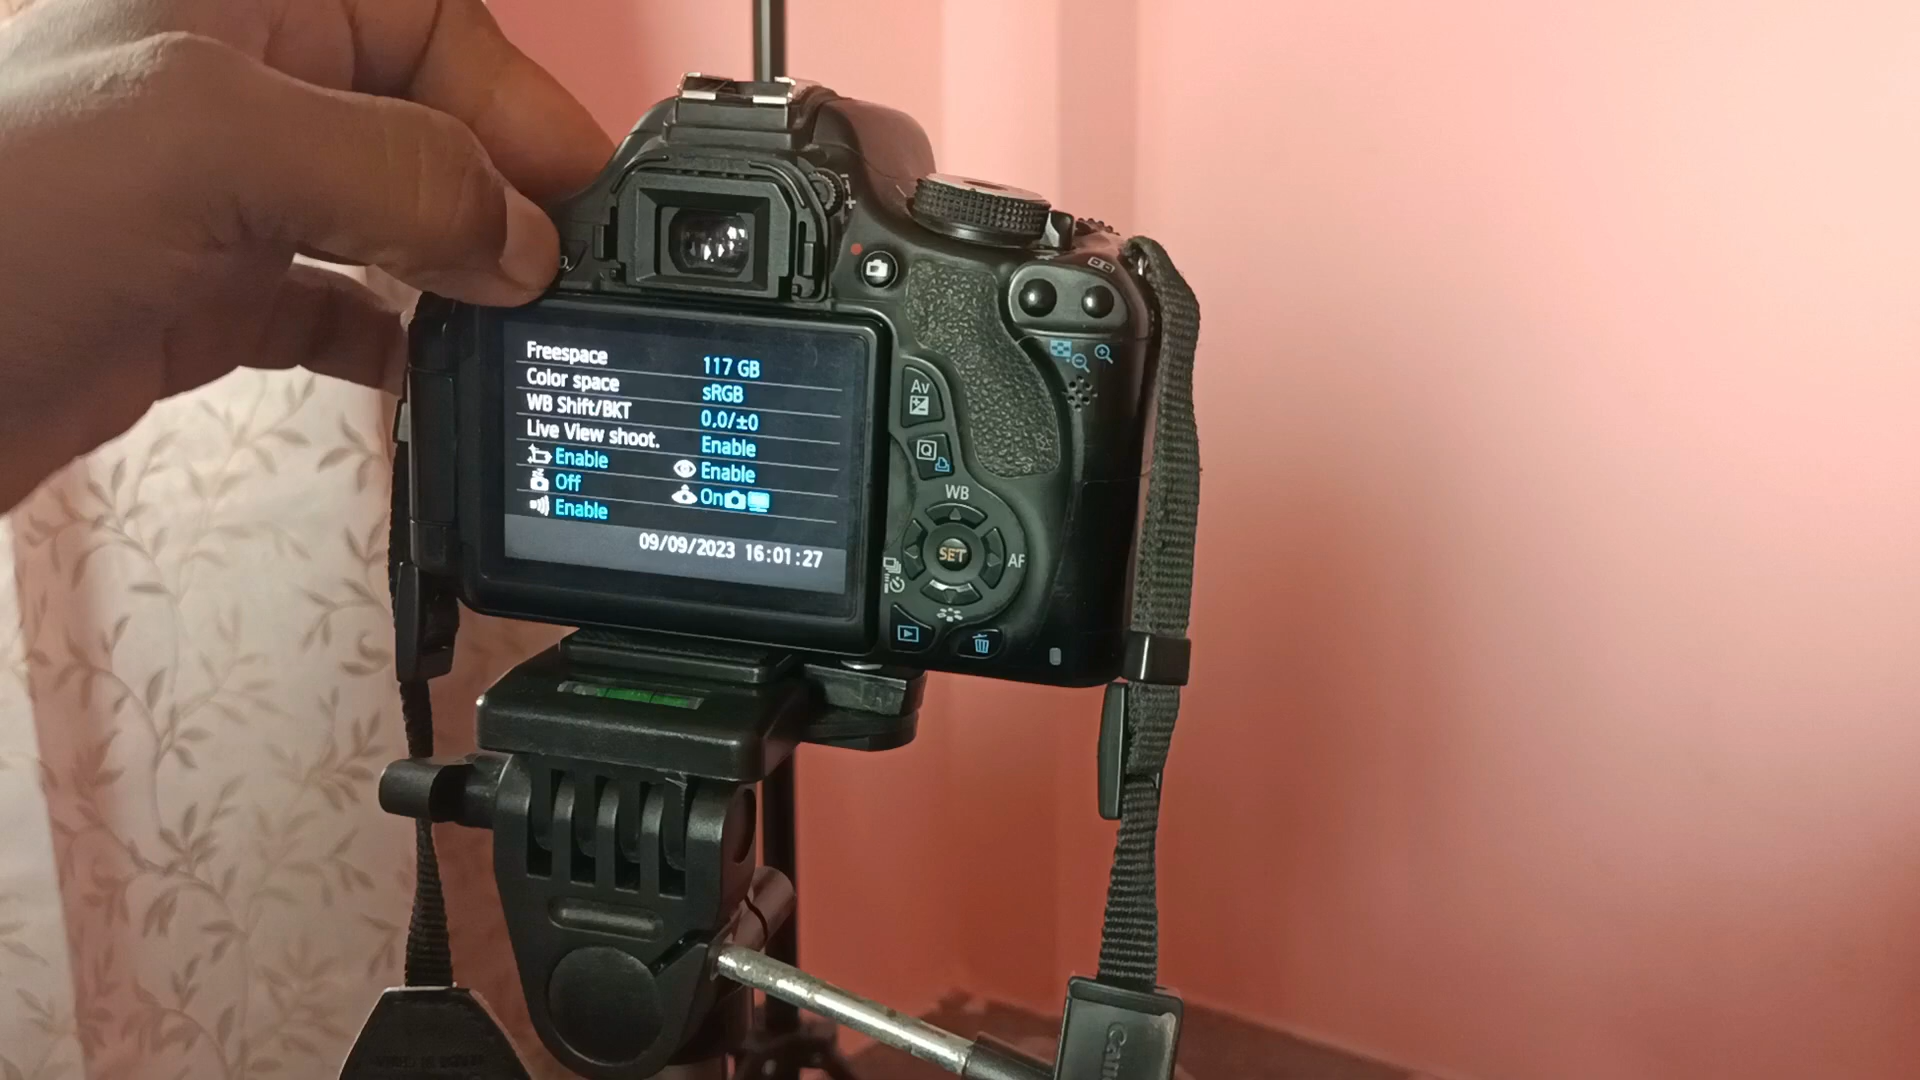 Freespace 117 GB
Color space sRGB
WB Shift/BKT 0,0/±0
Live View shoot. Enable
Enable Enable
Off On
Enable
09/09/2023 16:01:27
Av
Q
WB
SET
AF